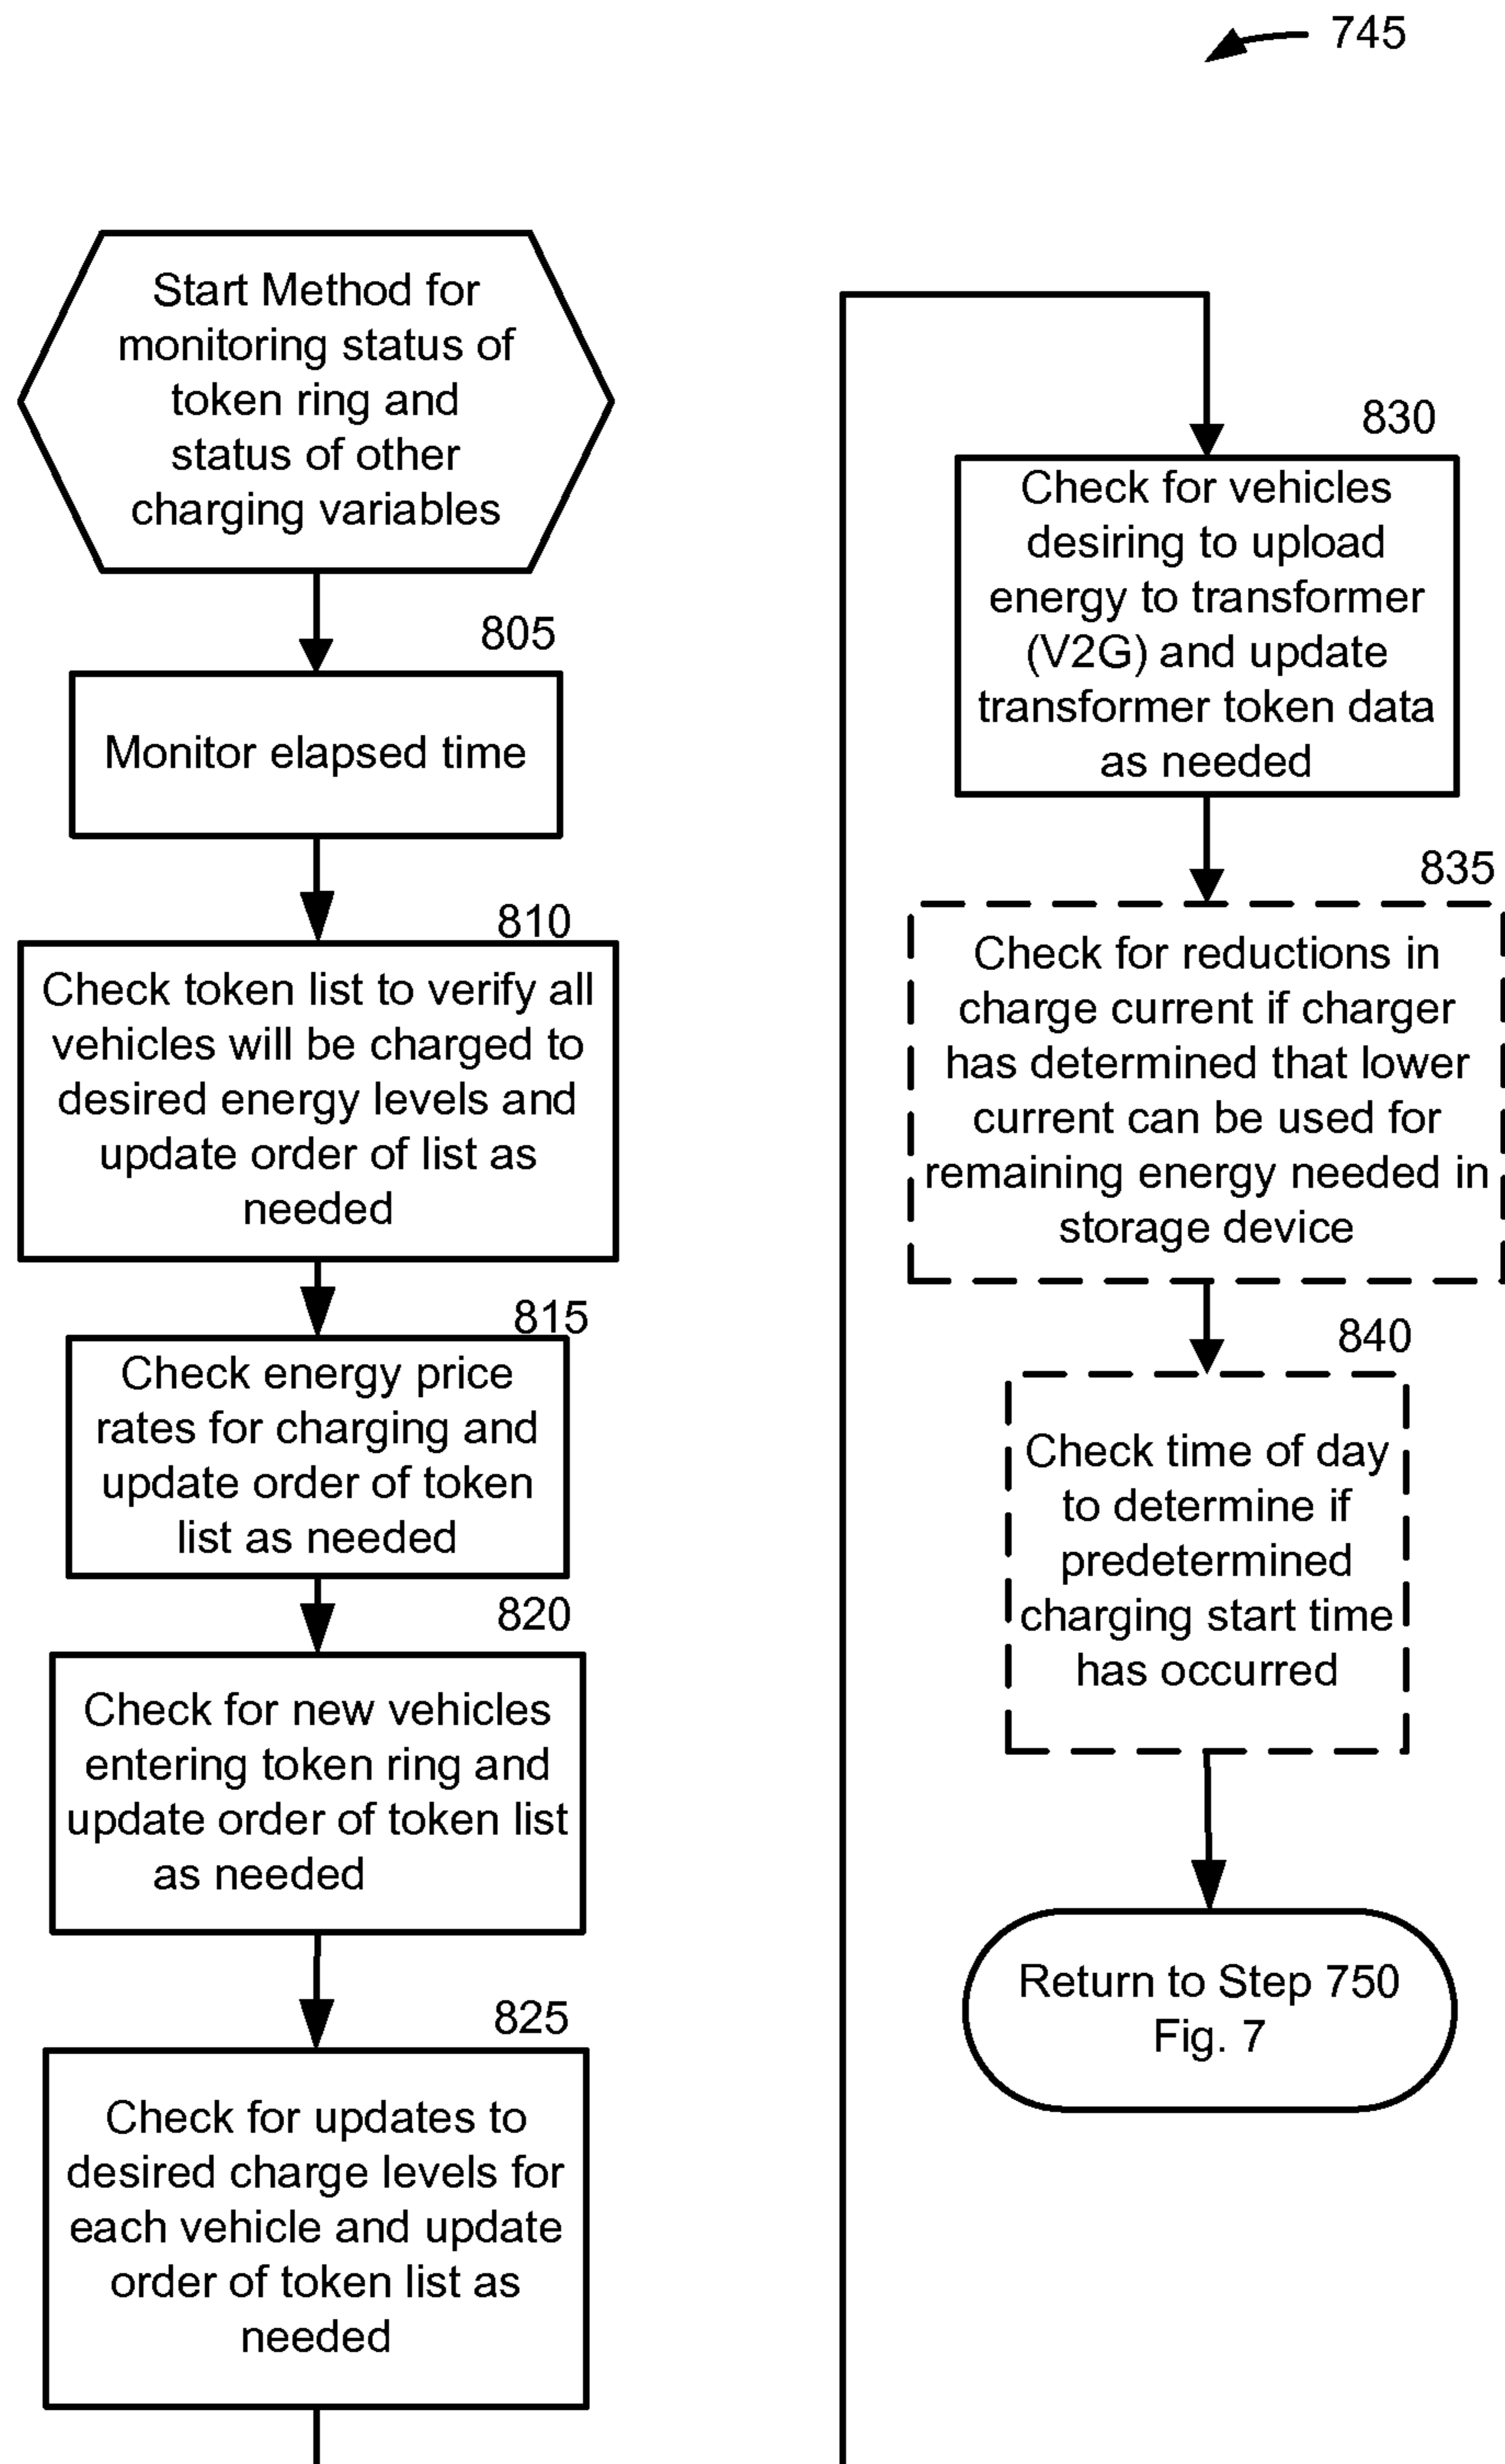 745
Start Method for
monitoring status of
token ring and
status of other
charging variables
805
Monitor elapsed time
810
Check token list to verify all
vehicles will be charged to
desired energy levels and
update order of list as
needed
815
Check energy price
rates for charging and
update order of token
list as needed
820
Check for new vehicles
entering token ring and
update order of token list
as needed
825
Check for updates to
desired charge levels for
each vehicle and update
order of token list as
needed
830
Check for vehicles
desiring to upload
energy to transformer
(V2G) and update
transformer token data
as needed
835
Check for reductions in
charge current if charger
has determined that lower
current can be used for
remaining energy needed in
storage device
840
Check time of day
to determine if
predetermined
charging start time
has occurred
Return to Step 750
Fig. 7